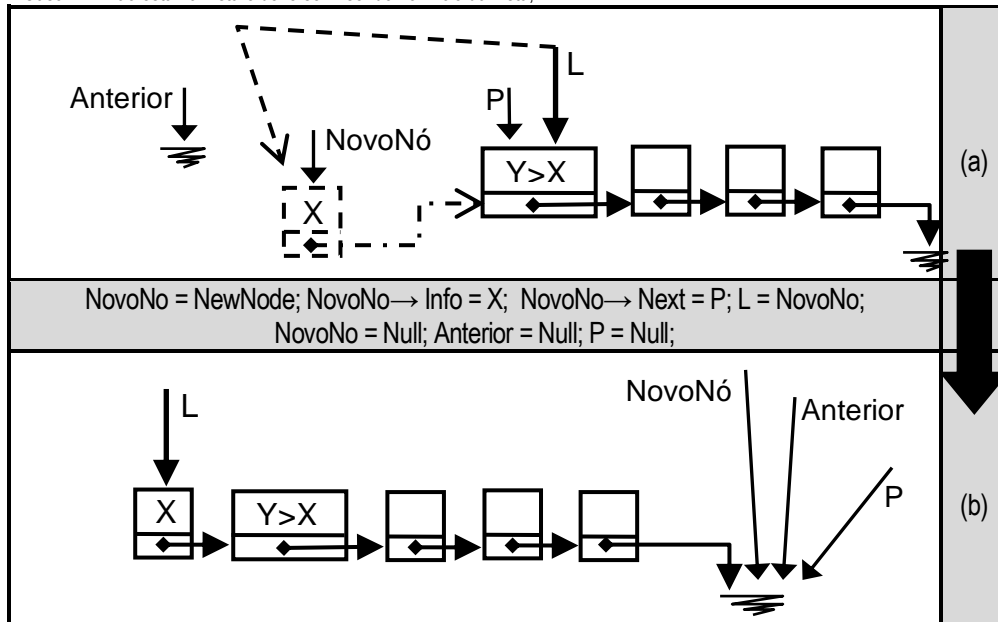 L
Anterior
P
NovoNó
Y>X
X
(a)
NovoNo = NewNode; NovoNo→ Info = X; NovoNo→ Next = P; L = NovoNo;
NovoNo = Null; Anterior = Null; P = Null;
NovoNó
L
Anterior
P
X
Y>X
(b)